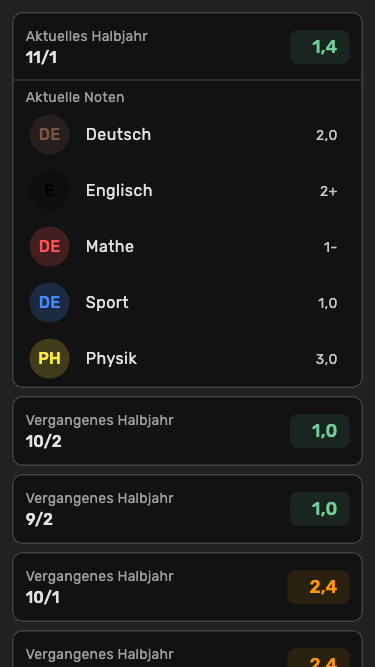 Aktuelles Halbjahr
11/1
1,4
Aktuelle Noten
DE Deutsch 2,0
E Englisch 2+
DE Mathe 1-
DE Sport 1,0
PH Physik 3,0
Vergangenes Halbjahr
10/2
1,0
Vergangenes Halbjahr
9/2
1,0
Vergangenes Halbjahr
10/1
2,4
Vergangenes Halbjahr
2,4